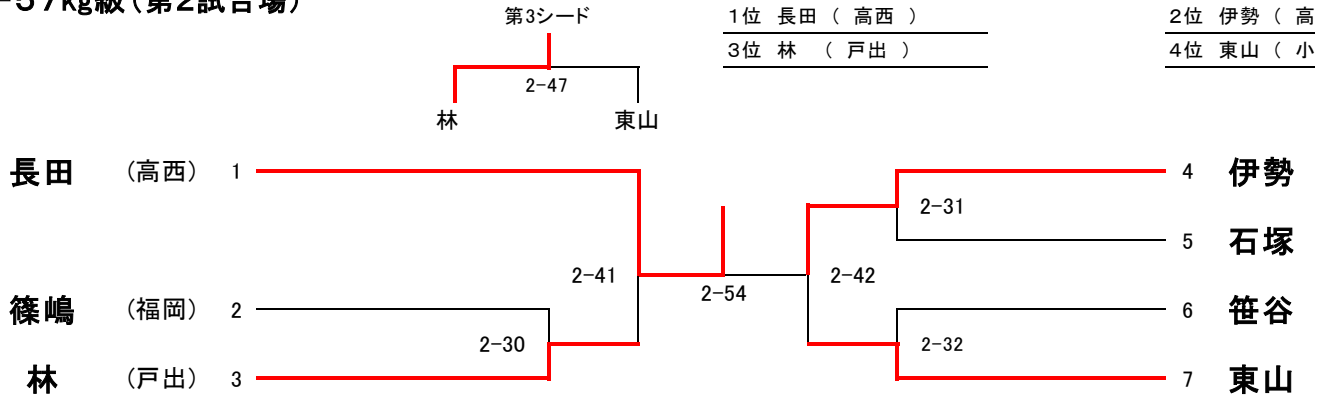 -57kg級（第2試合場）
第3シード
1位 長田 （ 高西 ） 2位 伊勢 （ 高
3位 林 （ 戸出 ） 4位 東山 （ 小
2-47
林 東山
長田 （高西） 1 4 伊勢
2-31
5 石塚
2-41 2-42
2-54
篠嶋 （福岡） 2 6 笹谷
2-30 2-32
林 （戸出） 3 7 東山